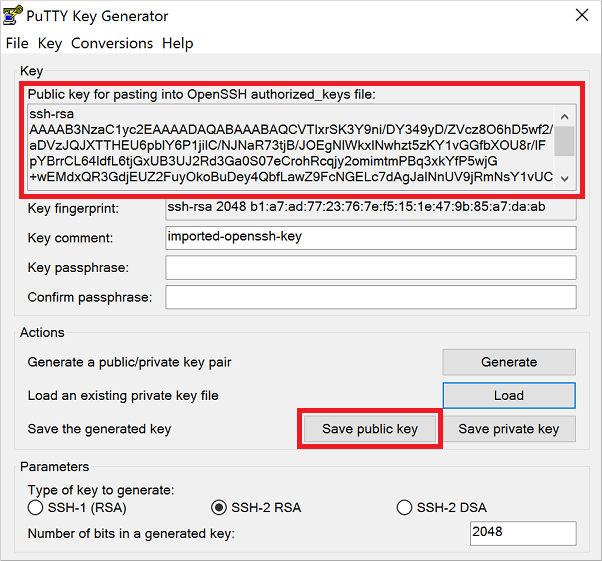 PuTTY Key Generator
File Key Conversions Help
Key
Public key for pasting into OpenSSH authorized_keys file:
ssh-rsa
AAAAB3NzaC1yc2EAAAADAQABAAABAQCVTIxrSK3Y9ni/DY349yD/ZVcz8O6hD5wf2/
aDVzJQJXTTHEU6pblY6P1jiIC/NJNaR73tjB/JOEgNlWkxlNwhzt5zKY1vGGfbXOU8r/lF
pYBrrCL64IdfL6tjGxUB3UJ2Rd3Ga0S07eCrohRcqjy2omimtmPBq3xkYfP5wjG
+wEMdxQR3GdjEUZ2FuyOkoBuDey4QbfLawZ9FcNGELc7dAgJalNnUV9jRmNsY1vUC
Key fingerprint: ssh-rsa 2048 b1:a7:ad:77:23:76:7e:f5:15:1e:47:9b:85:a7:da:ab
Key comment: imported-openssh-key
Key passphrase:
Confirm passphrase:
Actions
Generate a public/private key pair Generate
Load an existing private key file Load
Save the generated key Save public key Save private key
Parameters
Type of key to generate:
SSH-1 (RSA) SSH-2 RSA SSH-2 DSA
Number of bits in a generated key: 2048